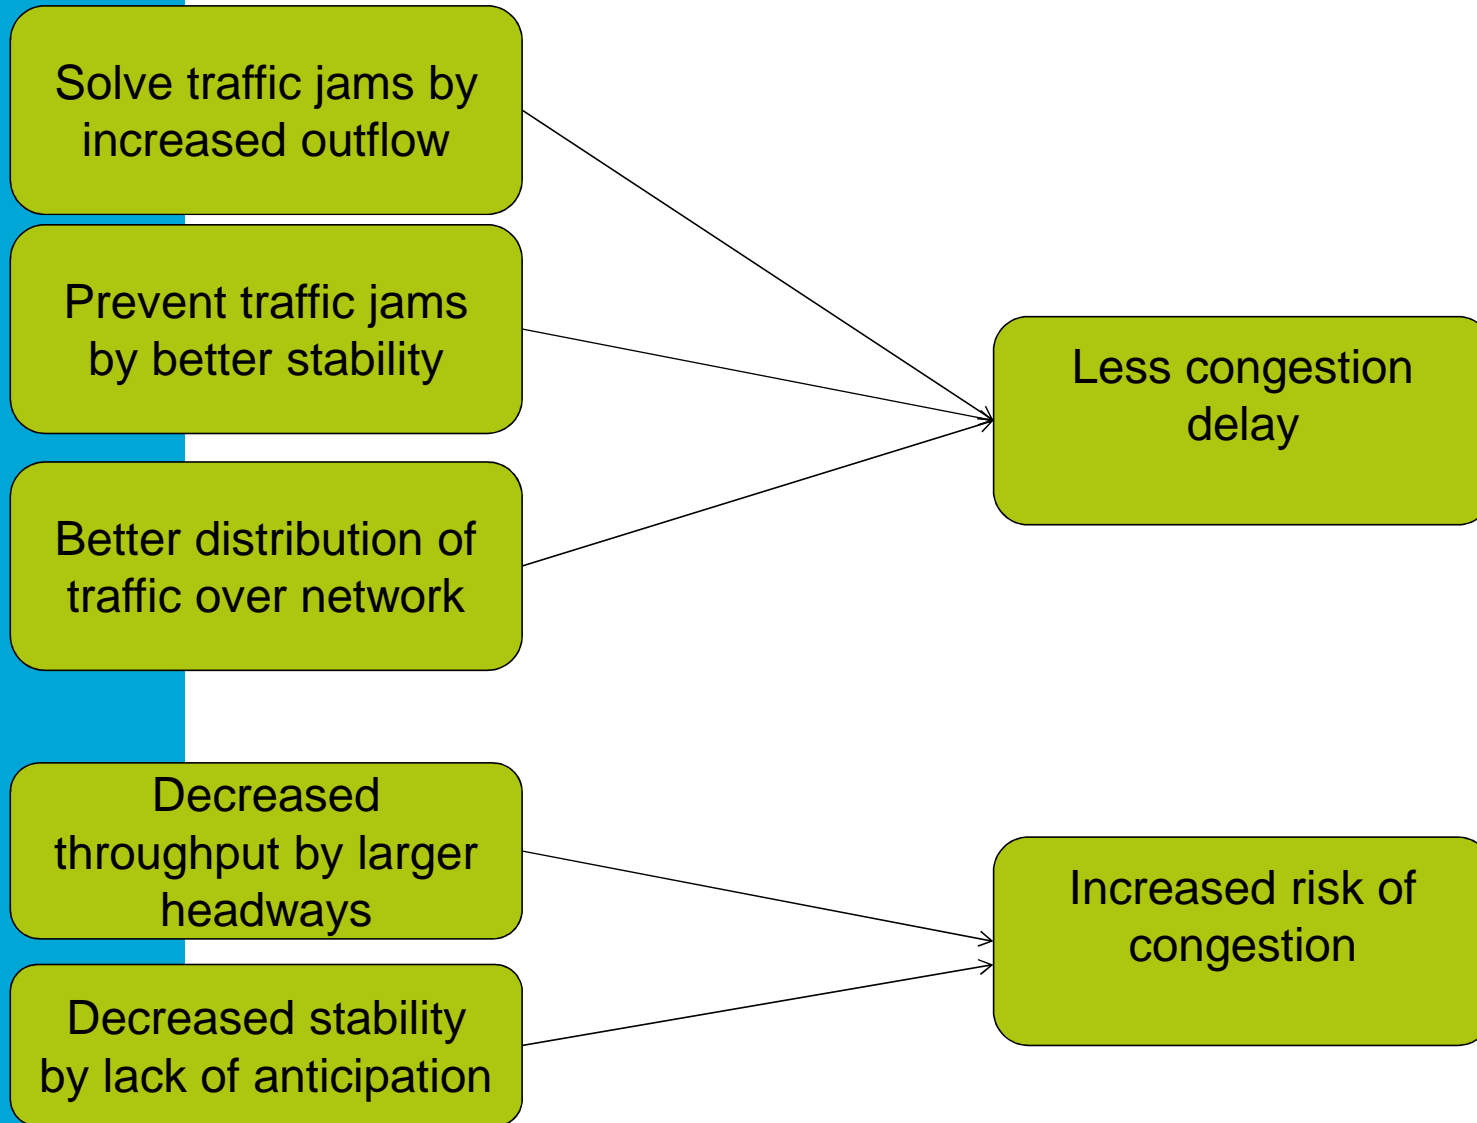 Solve traffic jams by
increased outflow
Prevent traffic jams
by better stability
Better distribution of
traffic over network
Less congestion
delay
Decreased
throughput by larger
headways
Decreased stability
by lack of anticipation
Increased risk of
congestion